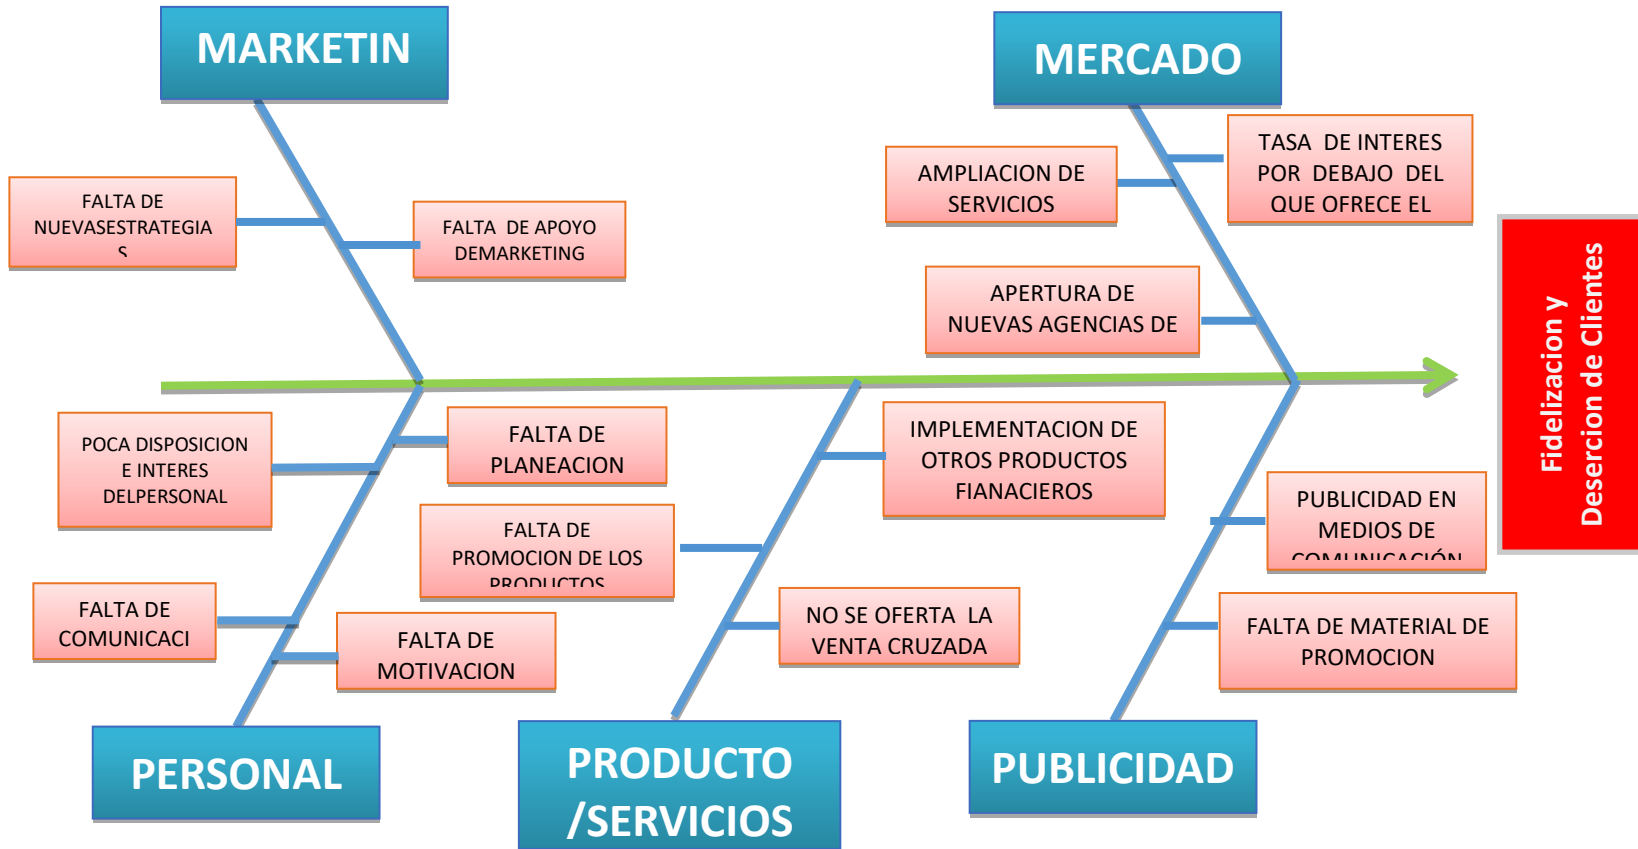 MARKETIN
MERCADO
FALTA DE
NUEVASESTRATEGIA
S
FALTA  DE APOYO
DEMARKETING
AMPLIACION DE
SERVICIOS
TASA  DE INTERES
POR  DEBAJO  DEL
QUE OFRECE EL
APERTURA DE
NUEVAS AGENCIAS DE
Fidelizacion y
Desercion de Clientes
POCA DISPOSICION
E INTERES
DELPERSONAL
FALTA DE
PLANEACION
FALTA DE
PROMOCION DE LOS
PRODUCTOS
IMPLEMENTACION DE
OTROS PRODUCTOS
FIANACIEROS
PUBLICIDAD EN
MEDIOS DE
COMUNICACIÓN
FALTA DE
COMUNICACI
FALTA DE
MOTIVACION
NO SE OFERTA  LA
VENTA CRUZADA
FALTA DE MATERIAL DE
PROMOCION
PERSONAL
PRODUCTO
/SERVICIOS
PUBLICIDAD